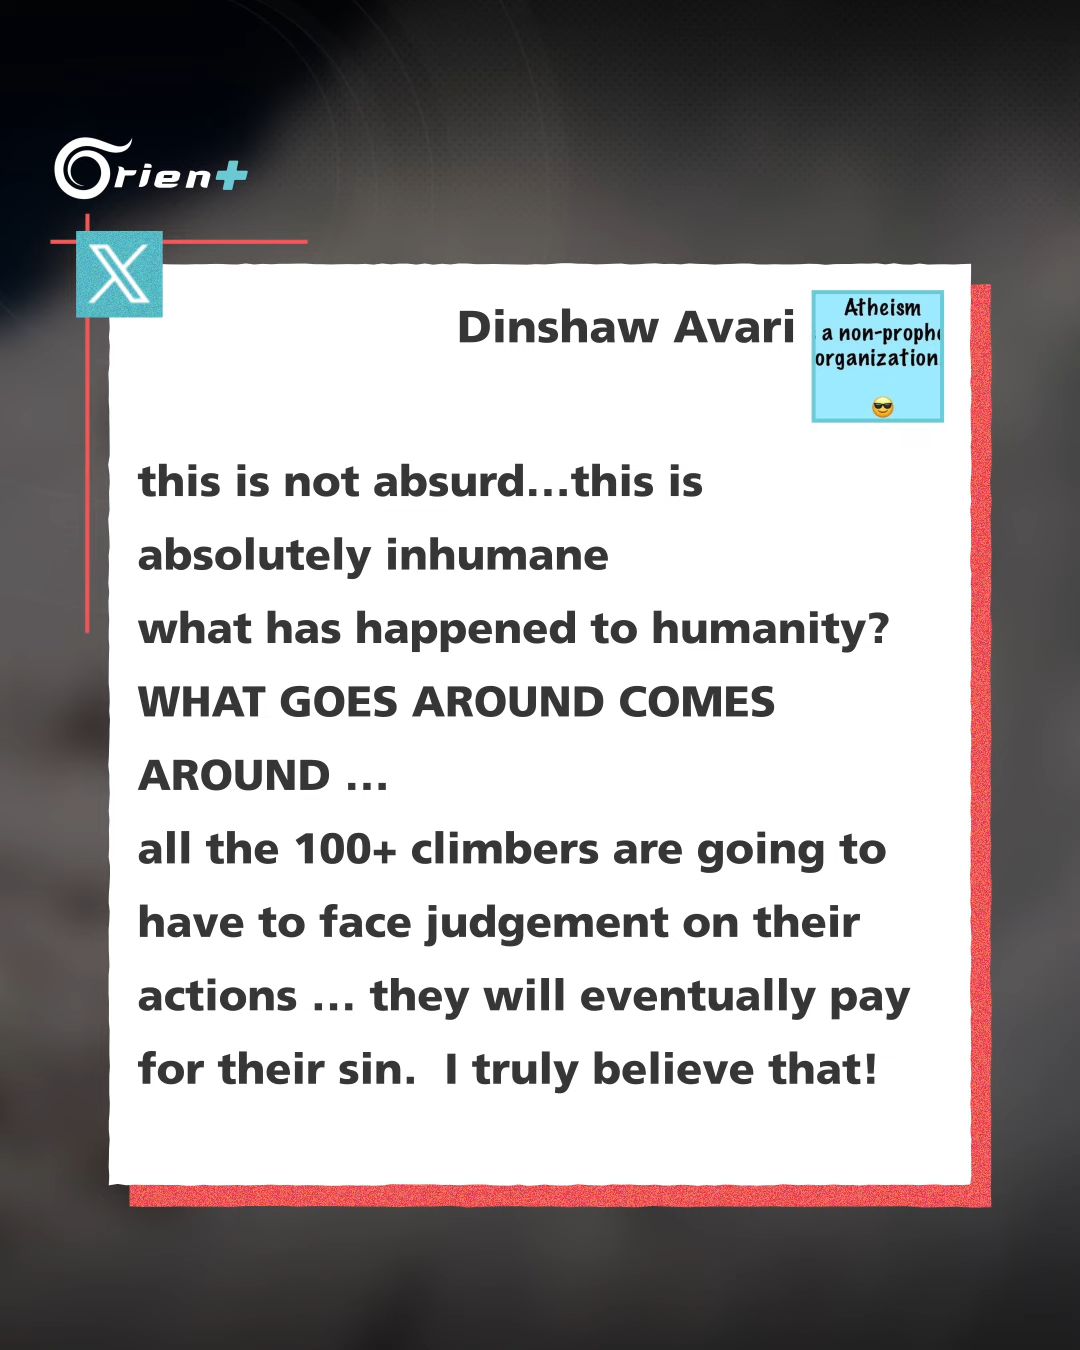 Orien+
X
Dinshaw Avari
Atheism
a non-proph
organization
😎
this is not absurd...this is
absolutely inhumane
what has happened to humanity?
WHAT GOES AROUND COMES
AROUND ...
all the 100+ climbers are going to
have to face judgement on their
actions ... they will eventually pay
for their sin.  I truly believe that!